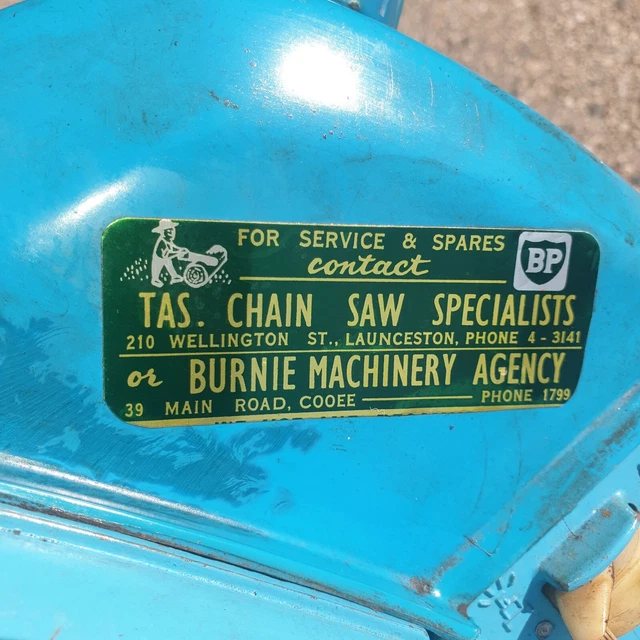 FOR SERVICE & SPARES
contact
BP
TAS. CHAIN SAW SPECIALISTS
210 WELLINGTON ST., LAUNCESTON, PHONE 4-3141
or BURNIE MACHINERY AGENCY
39 MAIN ROAD, COOEE PHONE 1799